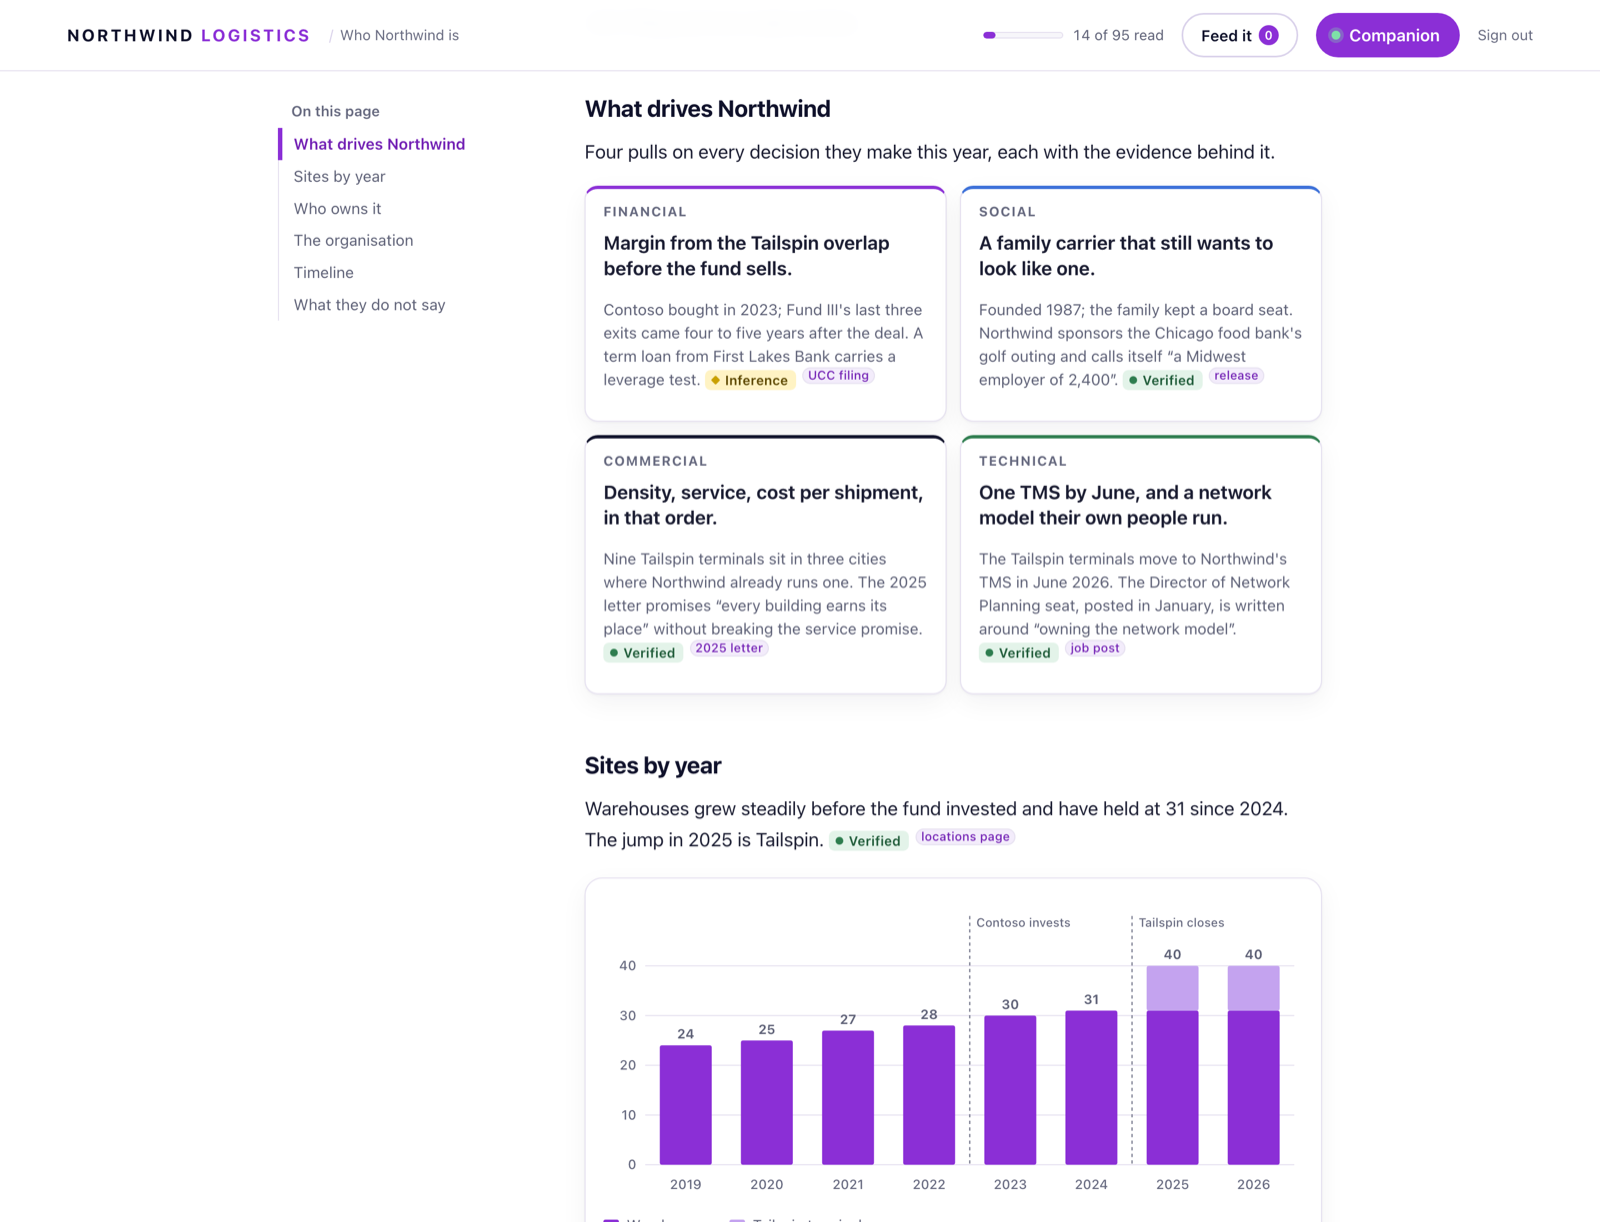 NORTHWIND LOGISTICS / Who Northwind is
14 of 95 read
Feed it 0
Companion
Sign out
On this page
What drives Northwind
Sites by year
Who owns it
The organisation
Timeline
What they do not say
What drives Northwind
Four pulls on every decision they make this year, each with the evidence behind it.
FINANCIAL
Margin from the Tailspin overlap
before the fund sells.
Contoso bought in 2023; Fund III's last three
exits came four to five years after the deal. A
term loan from First Lakes Bank carries a
leverage test. Inference UCC filing
SOCIAL
A family carrier that still wants to
look like one.
Founded 1987; the family kept a board seat.
Northwind sponsors the Chicago food bank's
golf outing and calls itself “a Midwest
employer of 2,400”. Verified release
COMMERCIAL
Density, service, cost per shipment,
in that order.
Nine Tailspin terminals sit in three cities
where Northwind already runs one. The 2025
letter promises “every building earns its
place” without breaking the service promise.
Verified 2025 letter
TECHNICAL
One TMS by June, and a network
model their own people run.
The Tailspin terminals move to Northwind's
TMS in June 2026. The Director of Network
Planning seat, posted in January, is written
around “owning the network model”.
Verified job post
Sites by year
Warehouses grew steadily before the fund invested and have held at 31 since 2024.
The jump in 2025 is Tailspin. Verified locations page
Contoso invests
Tailspin closes
40
30
20
10
0
24
25
27
28
30
31
40
40
2019 2020 2021 2022 2023 2024 2025 2026